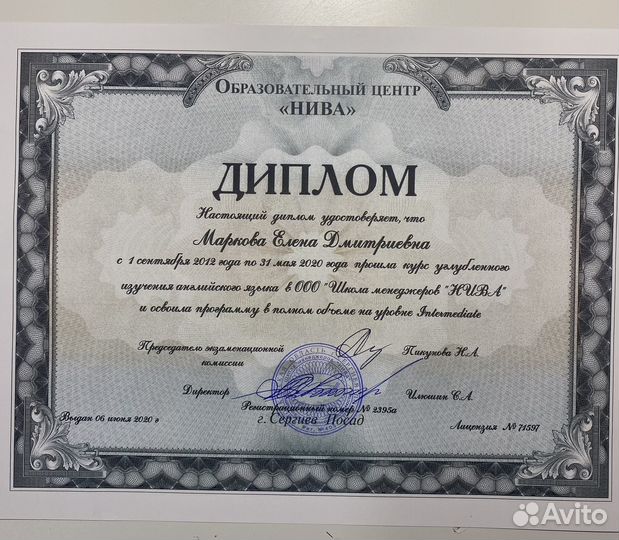 Образовательный центр
«НИВА»
ДИПЛОМ
Настоящий диплом удостоверяет, что
Маркова Елена Дмитриевна
с 1 сентября 2012 года по 31 мая 2020 года прошла курс углубленного
изучения английского языка в ООО "Школа менеджеров "НИВА"
и освоила программу в полном объеме на уровне Intermediate
Председатель экзаменационной
комиссии
Пикунова Н.А.
Директор
Илюшин С.А.
Регистрационный номер № 2395а
Выдан 06 июня 2020 г
г. Сергиев Посад
Лицензия № 71597
Avito